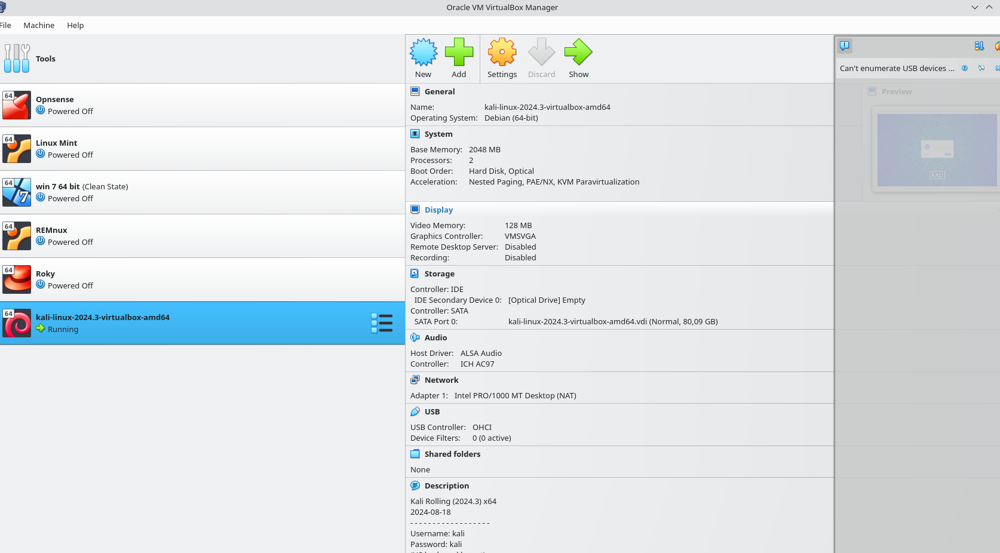 Oracle VM VirtualBox Manager
File Machine Help
Tools
64
Opnsense
Powered Off
64
Linux Mint
Powered Off
64
win 7 64 bit (Clean State)
Powered Off
64
REMnux
Powered Off
64
Roky
Powered Off
64
kali-linux-2024.3-virtualbox-amd64
Running
New Add Settings Discard Show
General
Name: kali-linux-2024.3-virtualbox-amd64
Operating System: Debian (64-bit)
System
Base Memory: 2048 MB
Processors: 2
Boot Order: Hard Disk, Optical
Acceleration: Nested Paging, PAE/NX, KVM Paravirtualization
Display
Video Memory: 128 MB
Graphics Controller: VMSVGA
Remote Desktop Server: Disabled
Recording: Disabled
Storage
Controller: IDE
IDE Secondary Device 0: [Optical Drive] Empty
Controller: SATA
SATA Port 0: kali-linux-2024.3-virtualbox-amd64.vdi (Normal, 80,09 GB)
Audio
Host Driver: ALSA Audio
Controller: ICH AC97
Network
Adapter 1: Intel PRO/1000 MT Desktop (NAT)
USB
USB Controller: OHCI
Device Filters: 0 (0 active)
Shared folders
None
Description
Kali Rolling (2024.3) x64
2024-08-18
- - - - - - - - - - - - - - - - - -
Username: kali
Password: kali
Can't enumerate USB devices ...
Preview
KALI